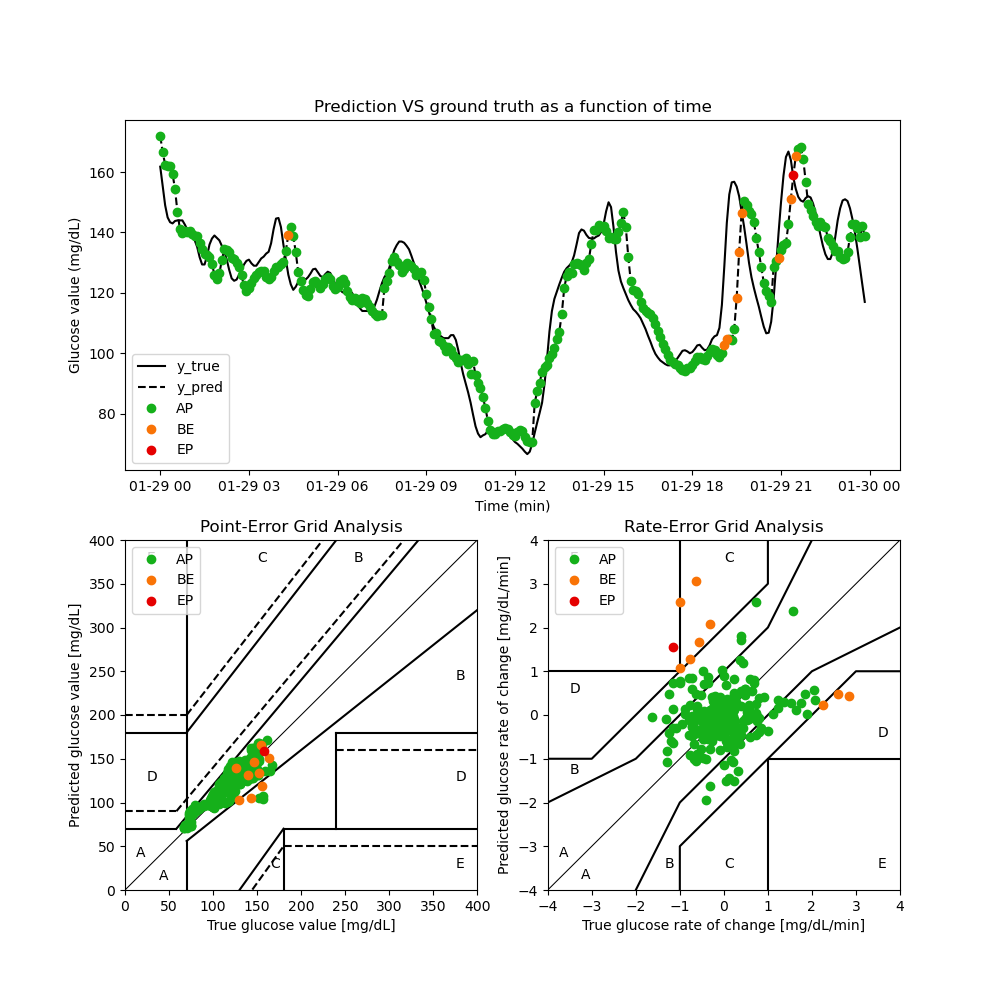 Prediction VS ground truth as a function of time
Glucose value (mg/dL)
160
140
120
100
80
y_true
y_pred
AP
BE
EP
01-29 00 01-29 03 01-29 06 01-29 09 01-29 12 01-29 15 01-29 18 01-29 21 01-30 00
Time (min)
Point-Error Grid Analysis
Predicted glucose value [mg/dL]
400
350
300
250
200
150
100
50
0
AP
BE
EP
C
B
B
D
D
A
A
C
E
0 50 100 150 200 250 300 350 400
True glucose value [mg/dL]
Rate-Error Grid Analysis
Predicted glucose rate of change [mg/dL/min]
4
3
2
1
0
−1
−2
−3
−4
AP
BE
EP
C
D
D
B
A
A
B
C
E
−4 −3 −2 −1 0 1 2 3 4
True glucose rate of change [mg/dL/min]